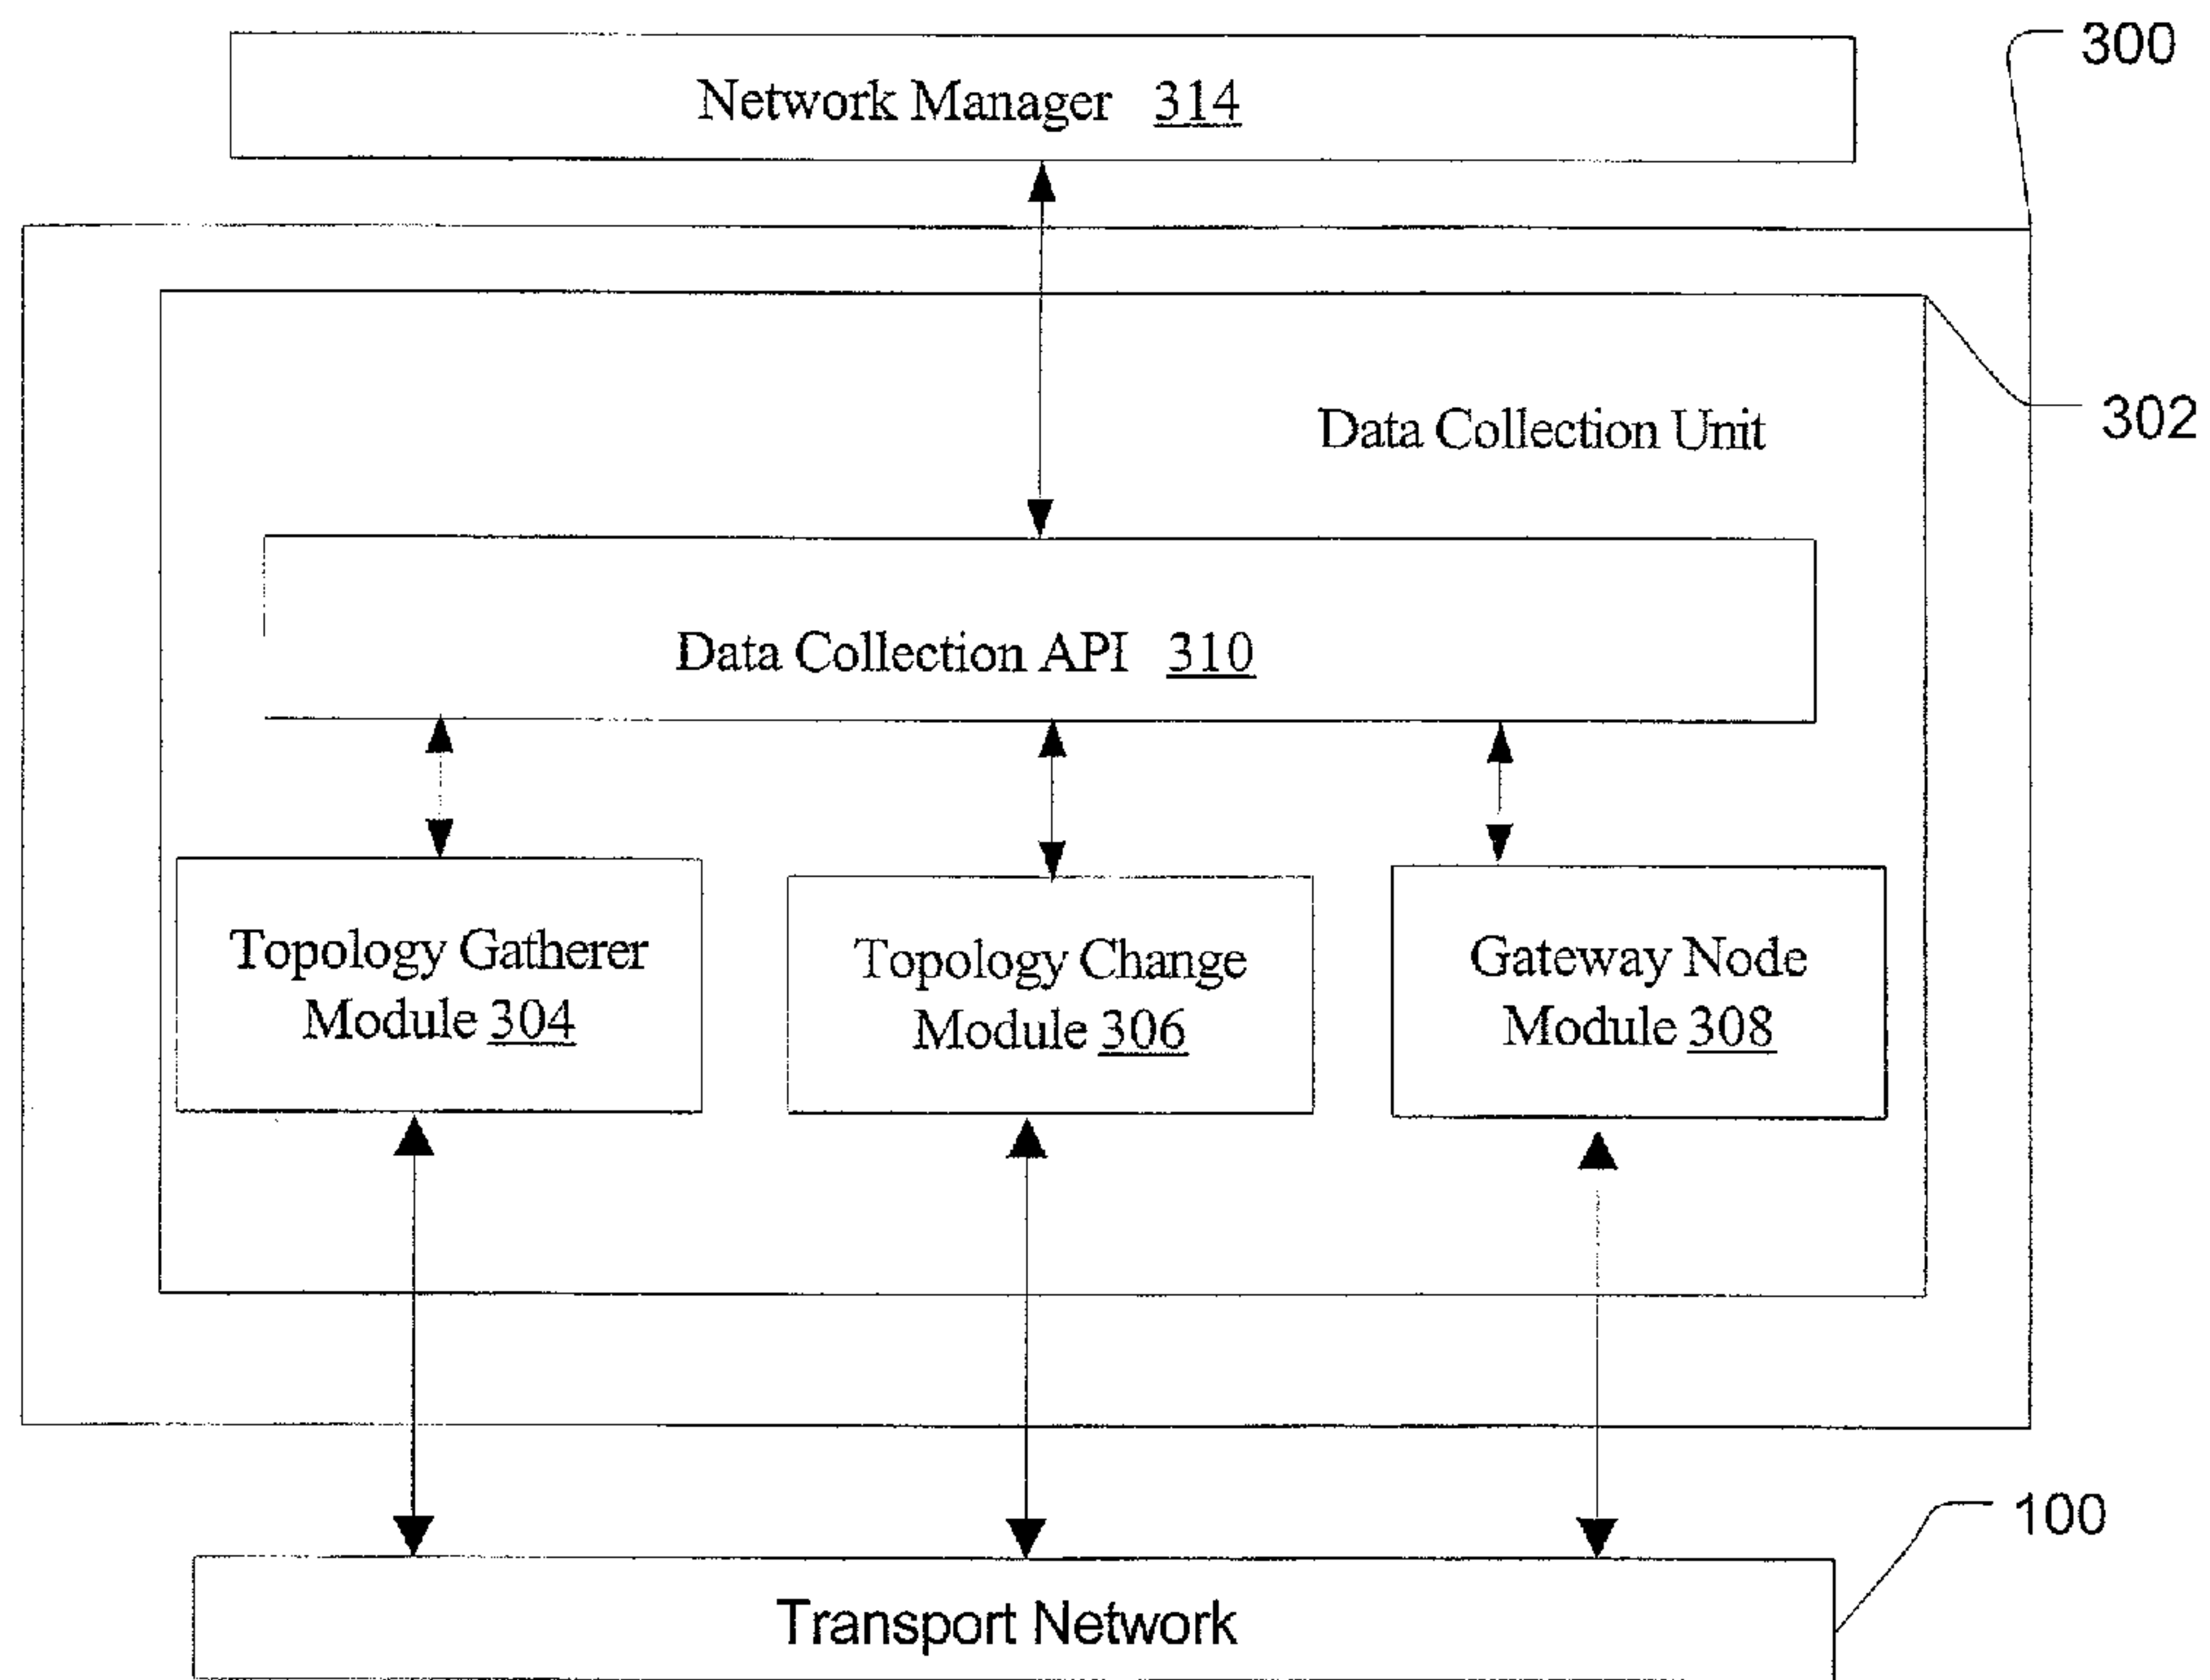 300
Network Manager 314
302
Data Collection Unit
Data Collection API 310
Topology Gatherer
Module 304
Topology Change
Module 306
Gateway Node
Module 308
100
Transport Network